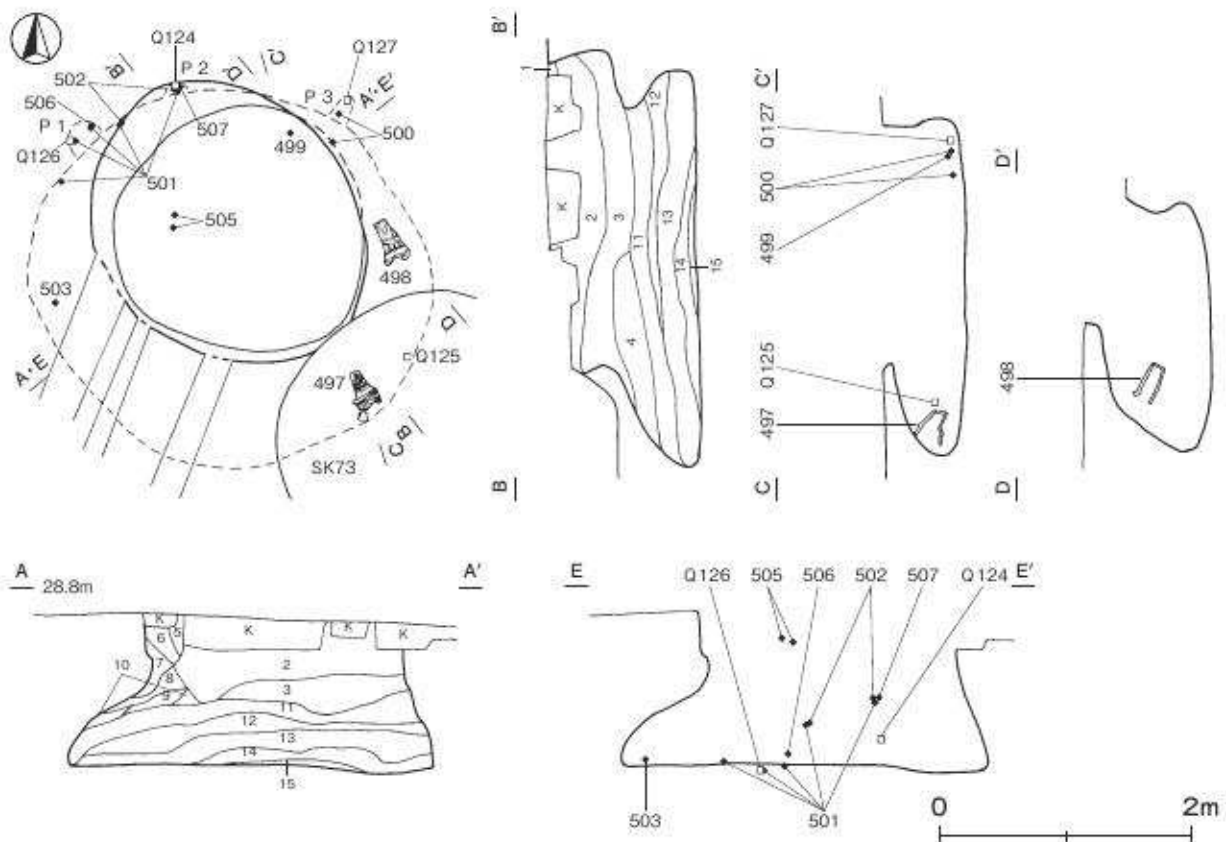 Q124
P 2
B'
D'
C'
Q127
A'・E'
P 3
502
506
P 1
Q126
507
499
500
501
505
498
503
A・E
D
Q125
497
B
C
SK73
B'
1
K
K
2
3
12
11
13
14
15
4
B
C'
Q127
500
499
Q125
497
C
D'
498
D
A
28.8m
A'
K
K
K
5
6
7
8
9
10
2
3
11
12
13
14
15
E
Q126
505
506
502
507
Q124
E'
503
501
0
2m